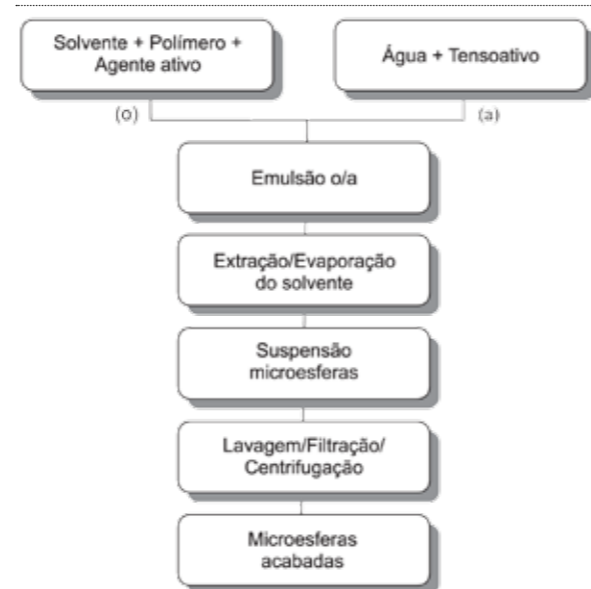 Solvente + Polímero +
Agente ativo
Água + Tensoativo
(o)
(a)
Emulsão o/a
Extração/Evaporação
do solvente
Suspensão
microesferas
Lavagem/Filtração/
Centrifugação
Microesferas
acabadas